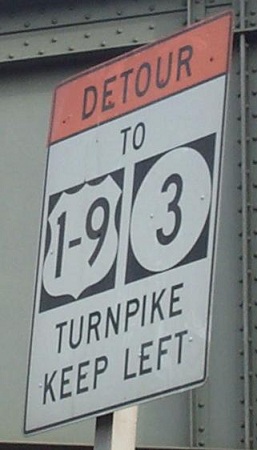 DETOUR
TO
1-9 3
TURNPIKE
KEEP LEFT